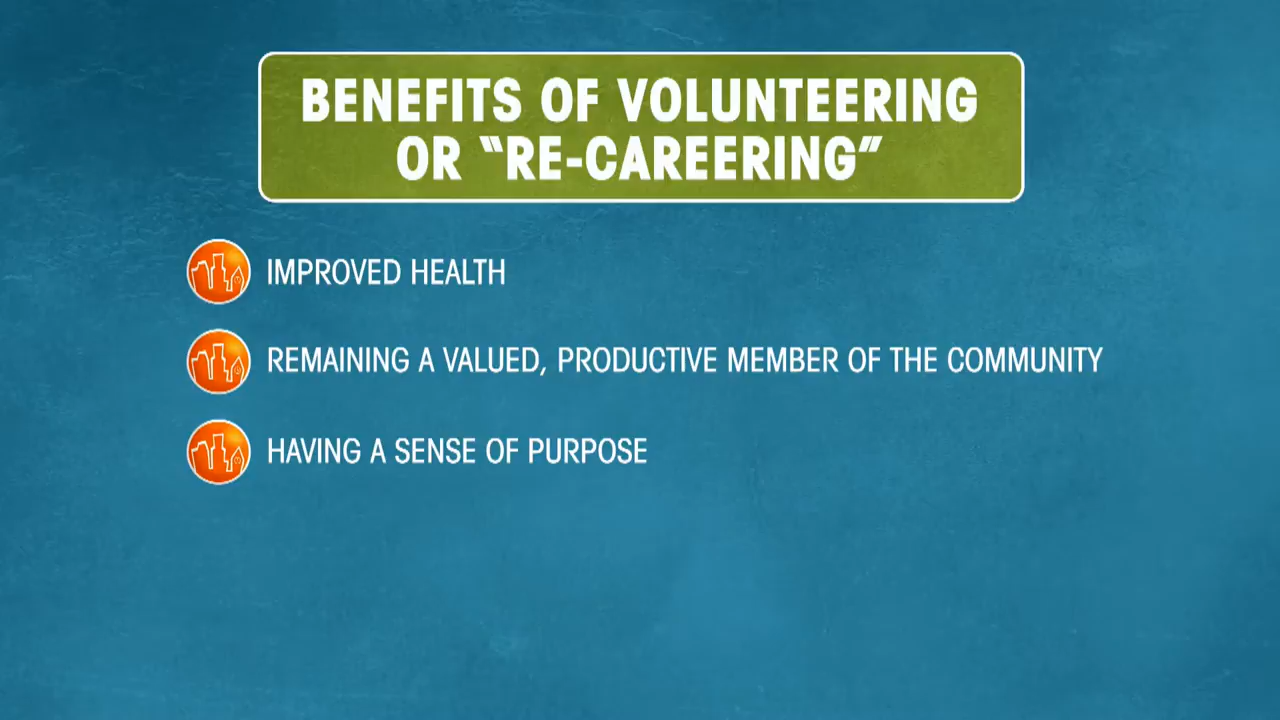 BENEFITS OF VOLUNTEERING
OR "RE-CAREERING"
IMPROVED HEALTH
REMAINING A VALUED, PRODUCTIVE MEMBER OF THE COMMUNITY
HAVING A SENSE OF PURPOSE